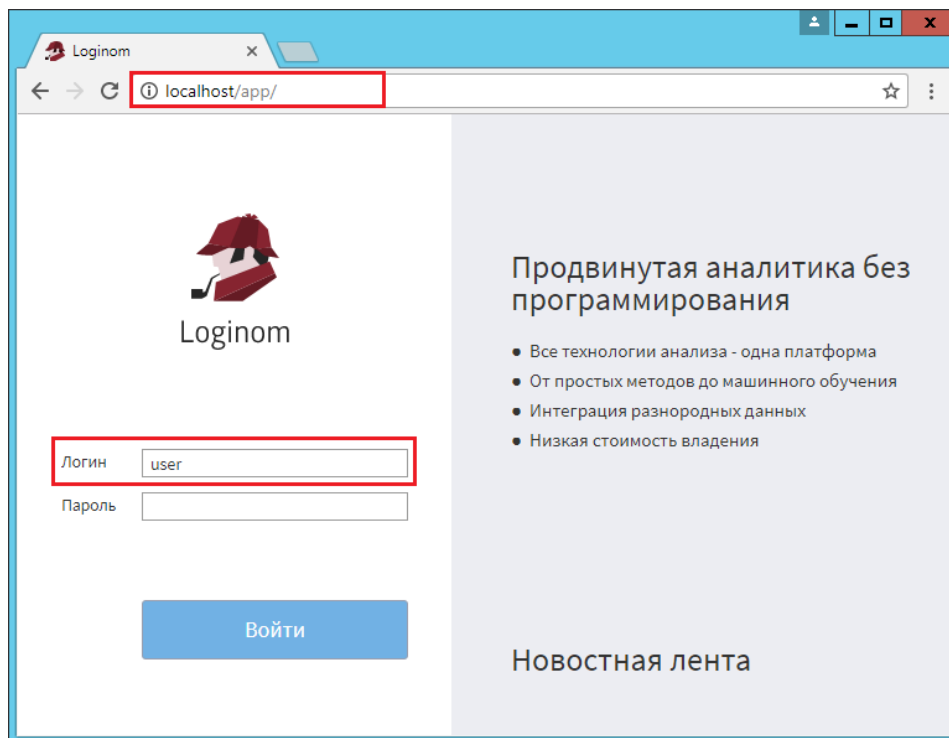 Loginom
localhost/app/
Loginom
Логин
user
Пароль
Войти
Продвинутая аналитика без
программирования
● Все технологии анализа - одна платформа
● От простых методов до машинного обучения
● Интеграция разнородных данных
● Низкая стоимость владения
Новостная лента